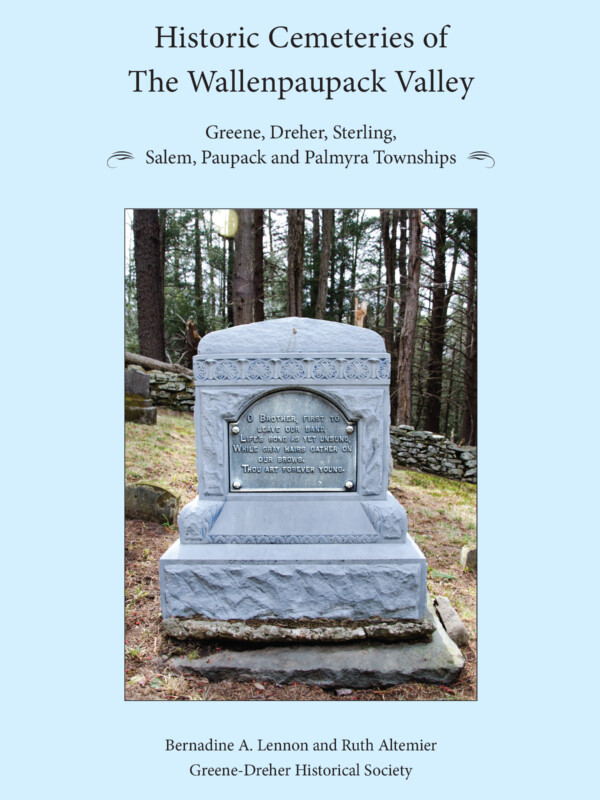 Historic Cemeteries of
The Wallenpaupack Valley
Greene, Dreher, Sterling,
Salem, Paupack and Palmyra Townships
O Brother, first to
leave our band,
Life's song as yet unsung,
While gray hairs gather on
our brows,
Thou art forever young.
Bernadine A. Lennon and Ruth Altemier
Greene-Dreher Historical Society